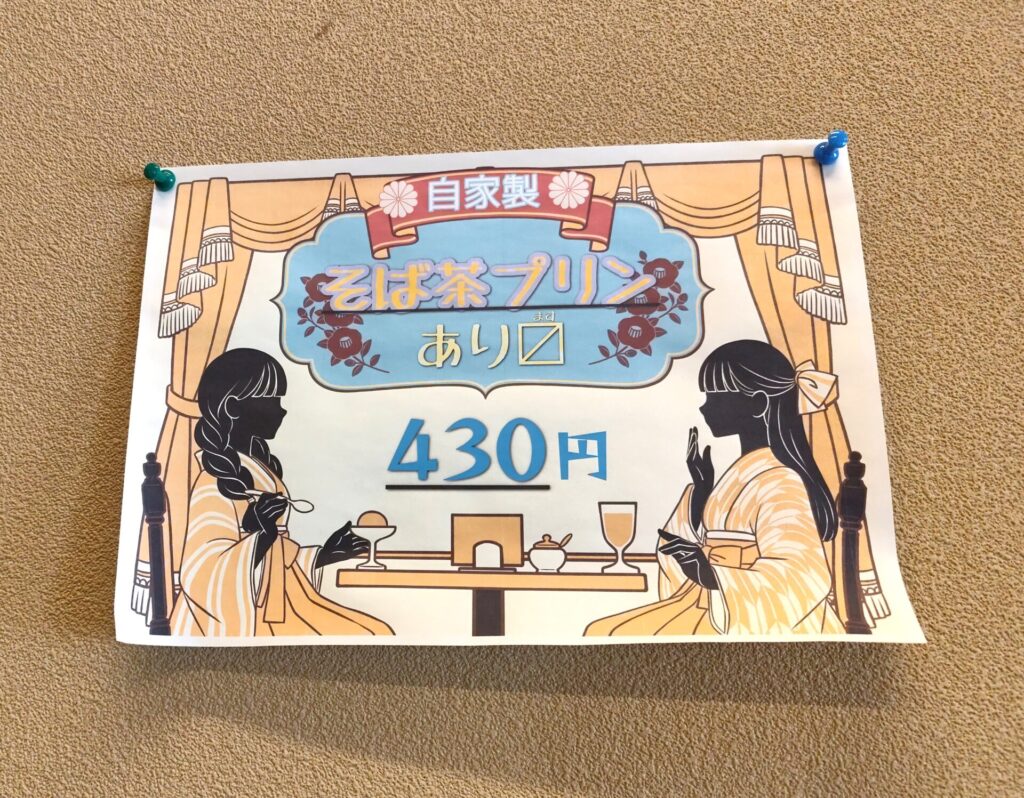 自家製
そば茶プリン
あり〼
ます
430円